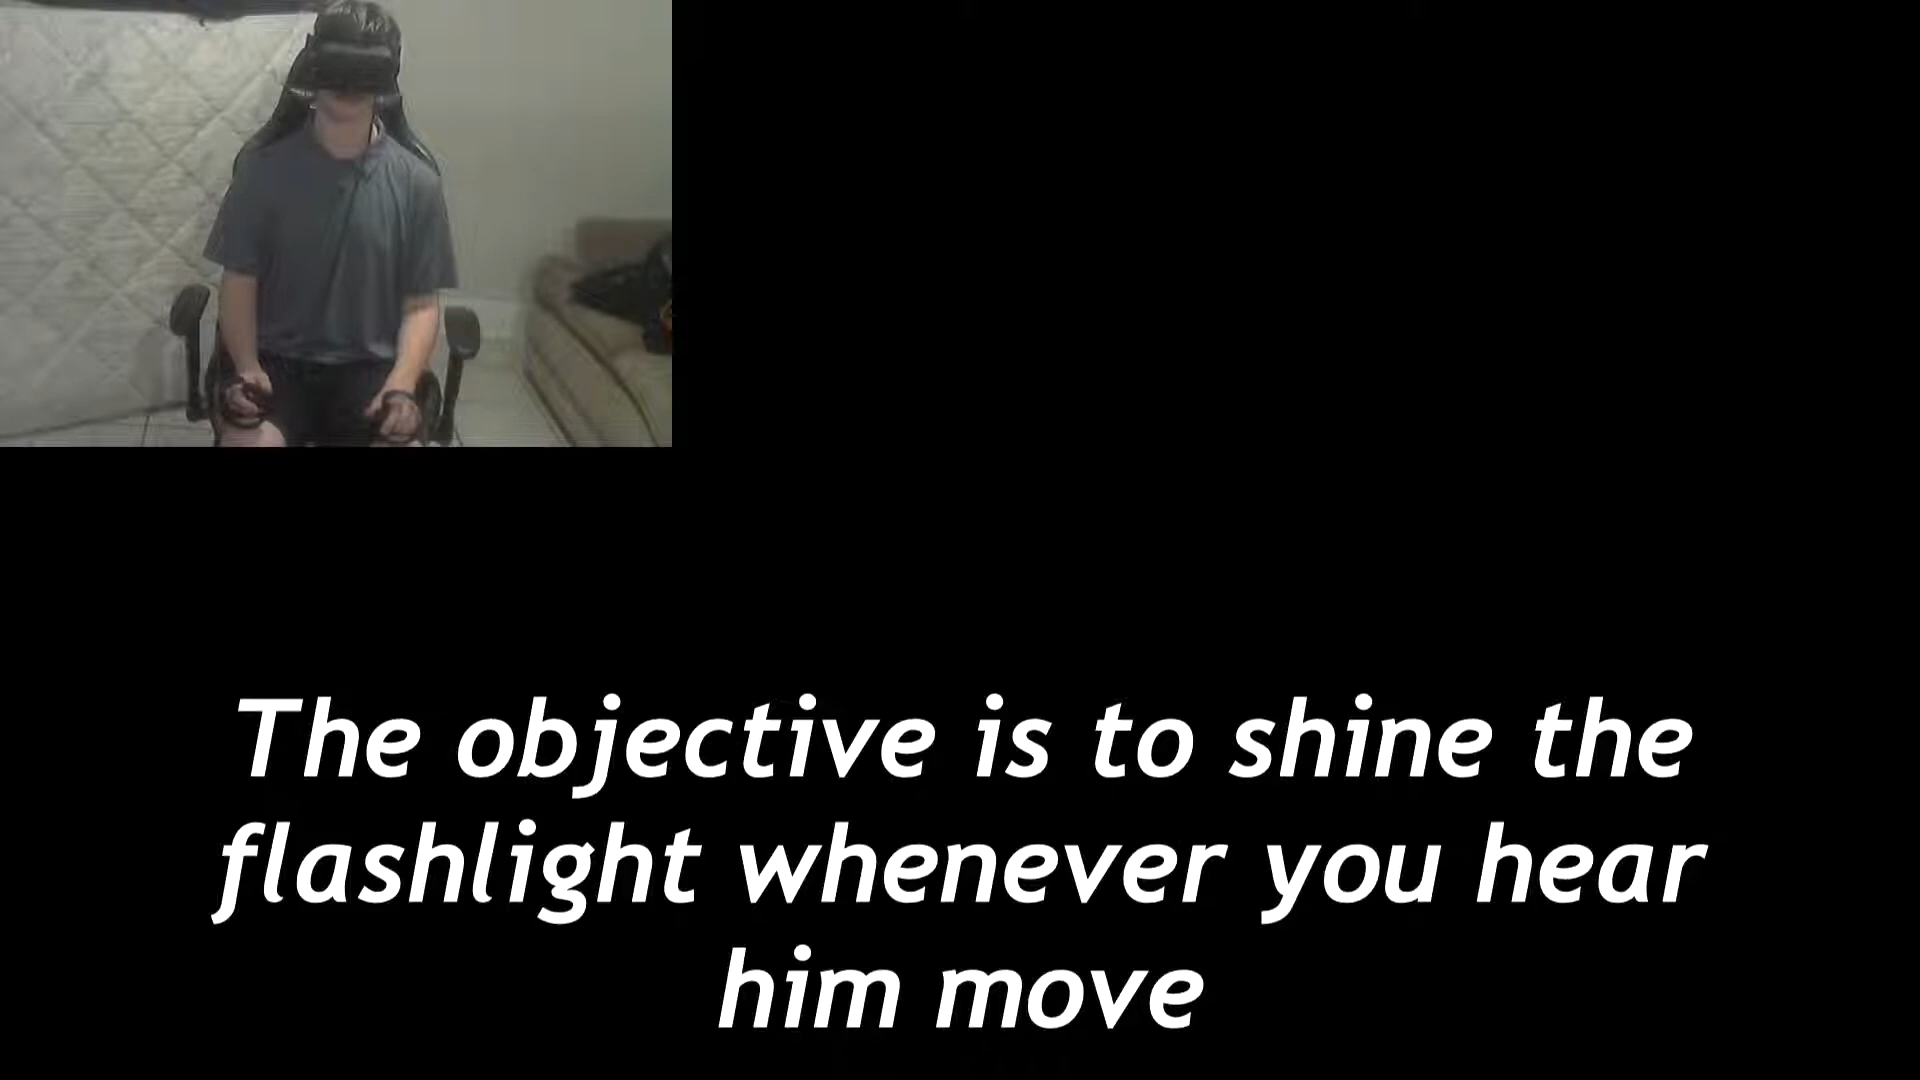 The objective is to shine the
flashlight whenever you hear
him move